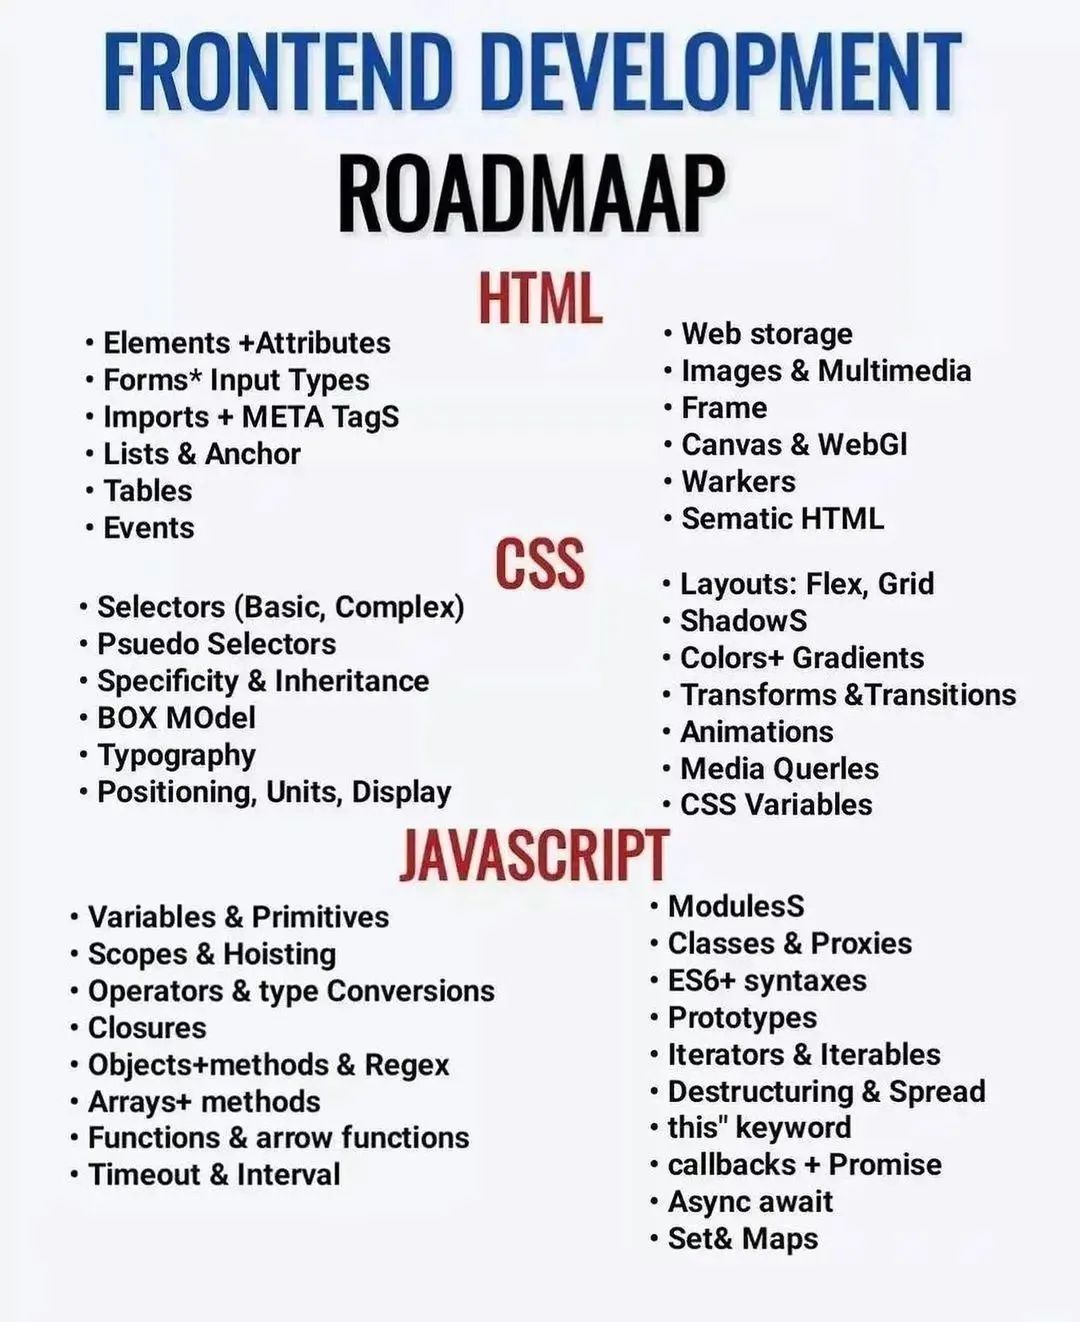 FRONTEND DEVELOPMENT
ROADMAAP
HTML
• Elements +Attributes
• Forms* Input Types
• Imports + META TagS
• Lists & Anchor
• Tables
• Events
• Web storage
• Images & Multimedia
• Frame
• Canvas & WebGl
• Warkers
• Sematic HTML
CSS
• Selectors (Basic, Complex)
• Psuedo Selectors
• Specificity & Inheritance
• BOX MOdel
• Typography
• Positioning, Units, Display
• Layouts: Flex, Grid
• ShadowS
• Colors+ Gradients
• Transforms &Transitions
• Animations
• Media Querles
• CSS Variables
JAVASCRIPT
• Variables & Primitives
• Scopes & Hoisting
• Operators & type Conversions
• Closures
• Objects+methods & Regex
• Arrays+ methods
• Functions & arrow functions
• Timeout & Interval
• ModulesS
• Classes & Proxies
• ES6+ syntaxes
• Prototypes
• Iterators & Iterables
• Destructuring & Spread
• this" keyword
• callbacks + Promise
• Async await
• Set& Maps